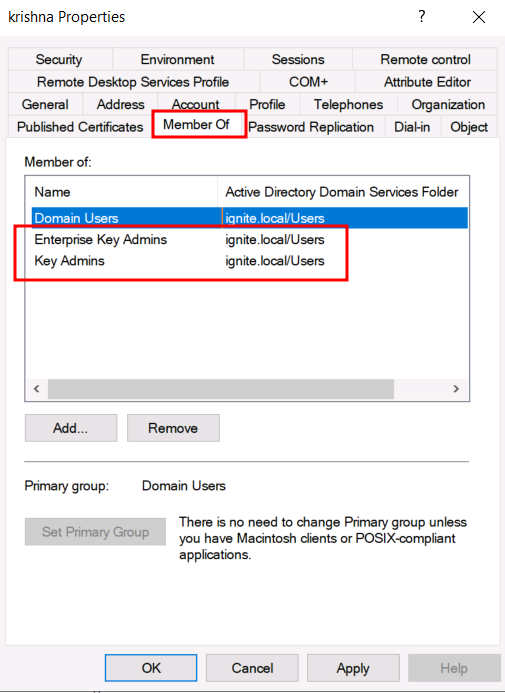 krishna Properties ? ×
Security Environment Sessions Remote control
Remote Desktop Services Profile COM+ Attribute Editor
General Address Account Profile Telephones Organization
Published Certificates Member Of Password Replication Dial-in Object
Member of:
Name Active Directory Domain Services Folder
Domain Users ignite.local/Users
Enterprise Key Admins ignite.local/Users
Key Admins ignite.local/Users
Add... Remove
Primary group: Domain Users
Set Primary Group
There is no need to change Primary group unless
you have Macintosh clients or POSIX-compliant
applications.
OK Cancel Apply Help